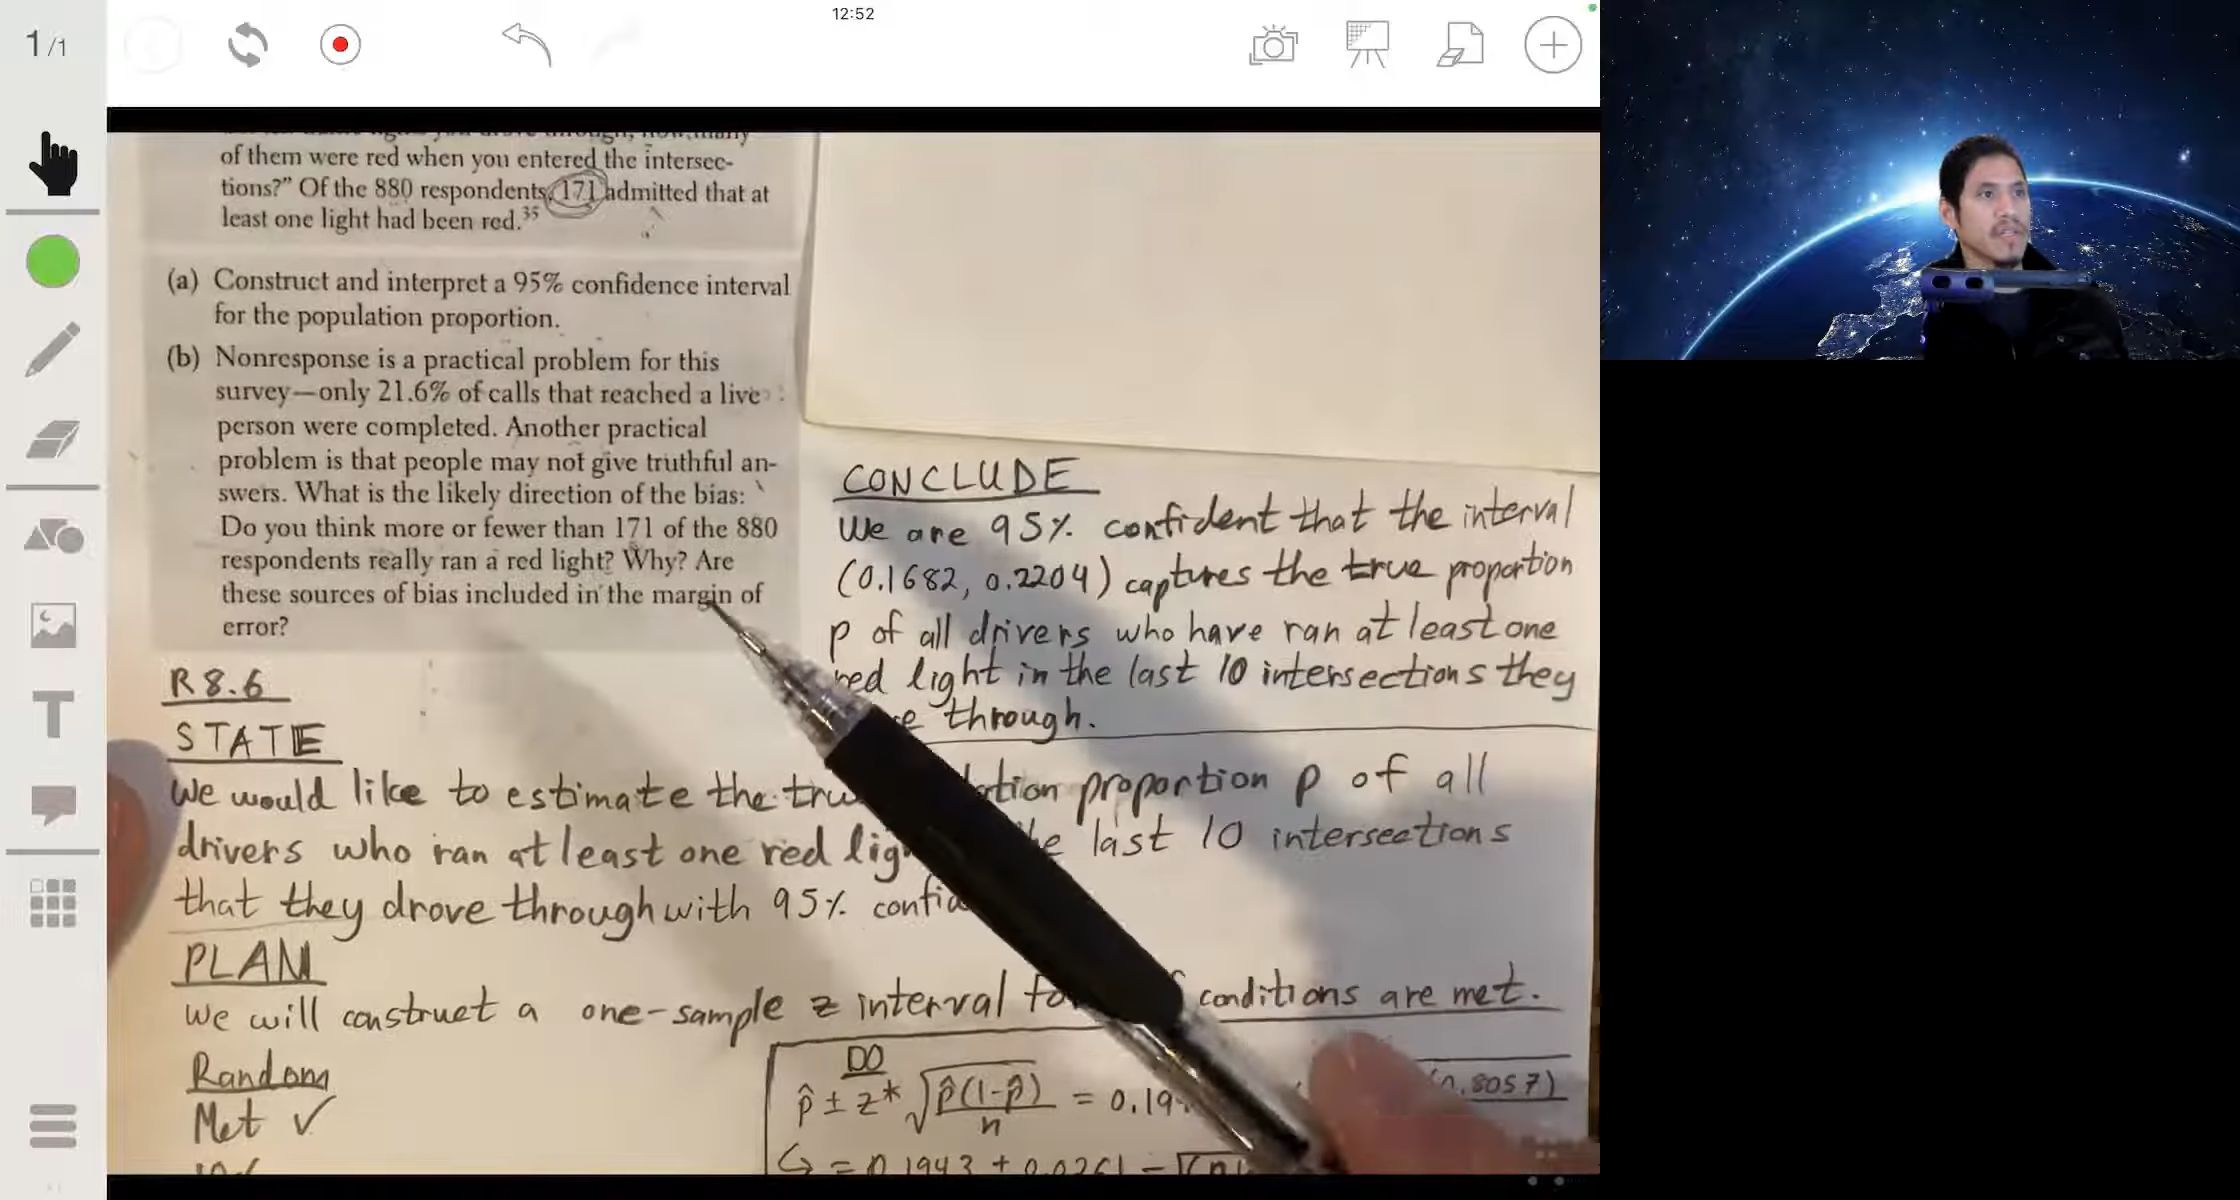 12:52
1/1
of them were red when you entered the intersec-
tions?” Of the 880 respondents, 171 admitted that at
least one light had been red.35
(a) Construct and interpret a 95% confidence interval
for the population proportion.
(b) Nonresponse is a practical problem for this
survey—only 21.6% of calls that reached a live
person were completed. Another practical
problem is that people may not give truthful an-
swers. What is the likely direction of the bias:
Do you think more or fewer than 171 of the 880
respondents really ran a red light? Why? Are
these sources of bias included in the margin of
error?
CONCLUDE
We are 95% confident that the interval
(0.1682, 0.2204) captures the true proportion
p of all drivers who have ran at least one
red light in the last 10 intersections they
through.
R8.6
STATE
We would like to estimate the proportion p of all
drivers who ran at least one red last 10 intersections
that they drove through with 95%
PLAN
We will construct a one-sample z interval conditions are met.
Random
Met ✓
DO
p̂ ± z* √p̂(1-p̂)/n =
T